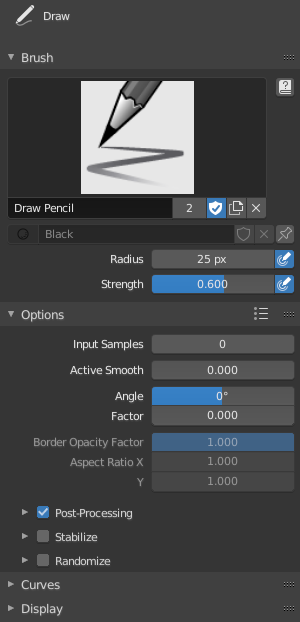 Draw
Brush
Draw Pencil 2
Black
Radius 25 px
Strength 0.600
Options
Input Samples 0
Active Smooth 0.000
Angle 0°
Factor 0.000
Border Opacity Factor 1.000
Aspect Ratio X 1.000
Y 1.000
Post-Processing
Stabilize
Randomize
Curves
Display